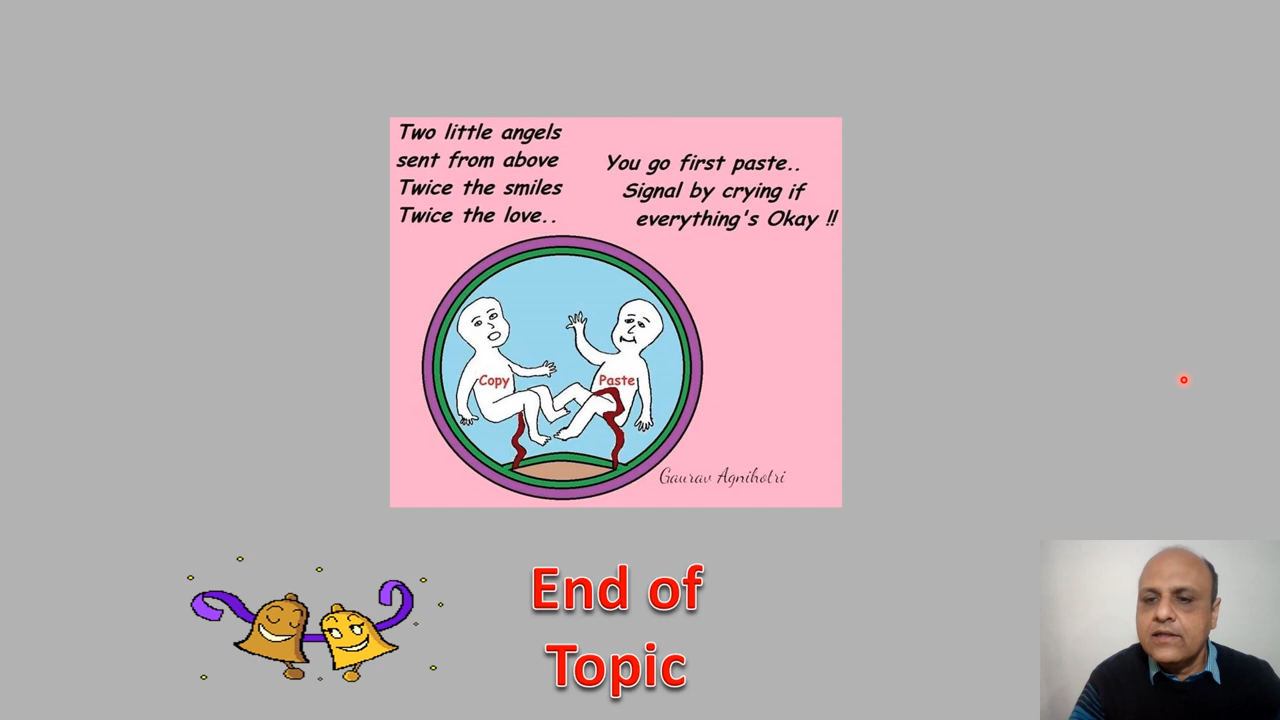 Two little angels
sent from above
Twice the smiles
Twice the love..
You go first paste..
Signal by crying if
everything's Okay !!
Copy
Paste
Gaurav Agnihotri
End of
Topic